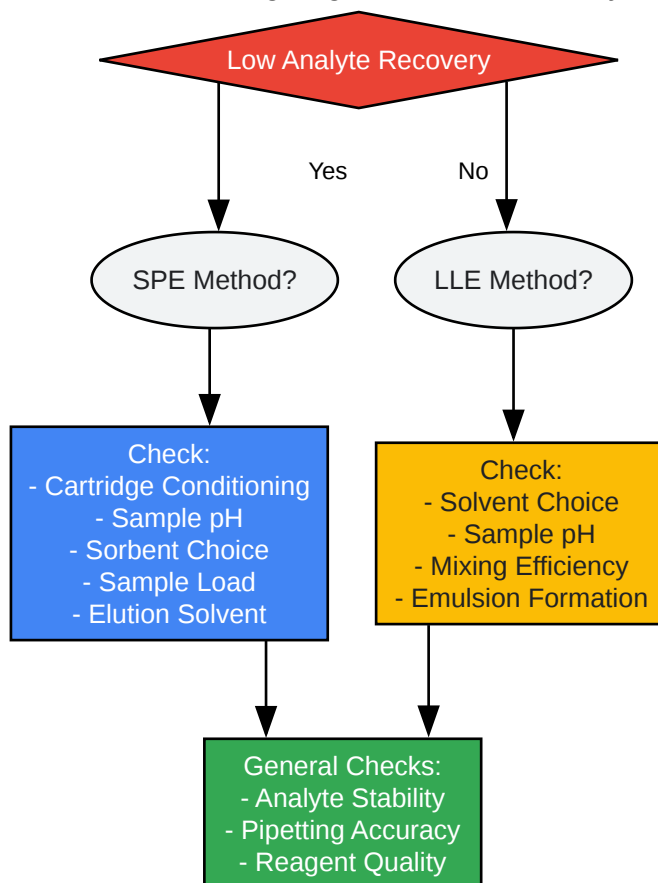 Low Analyte Recovery
Yes
No
SPE Method?
LLE Method?
Check:
- Cartridge Conditioning
- Sample pH
- Sorbent Choice
- Sample Load
- Elution Solvent
Check:
- Solvent Choice
- Sample pH
- Mixing Efficiency
- Emulsion Formation
General Checks:
- Analyte Stability
- Pipetting Accuracy
- Reagent Quality